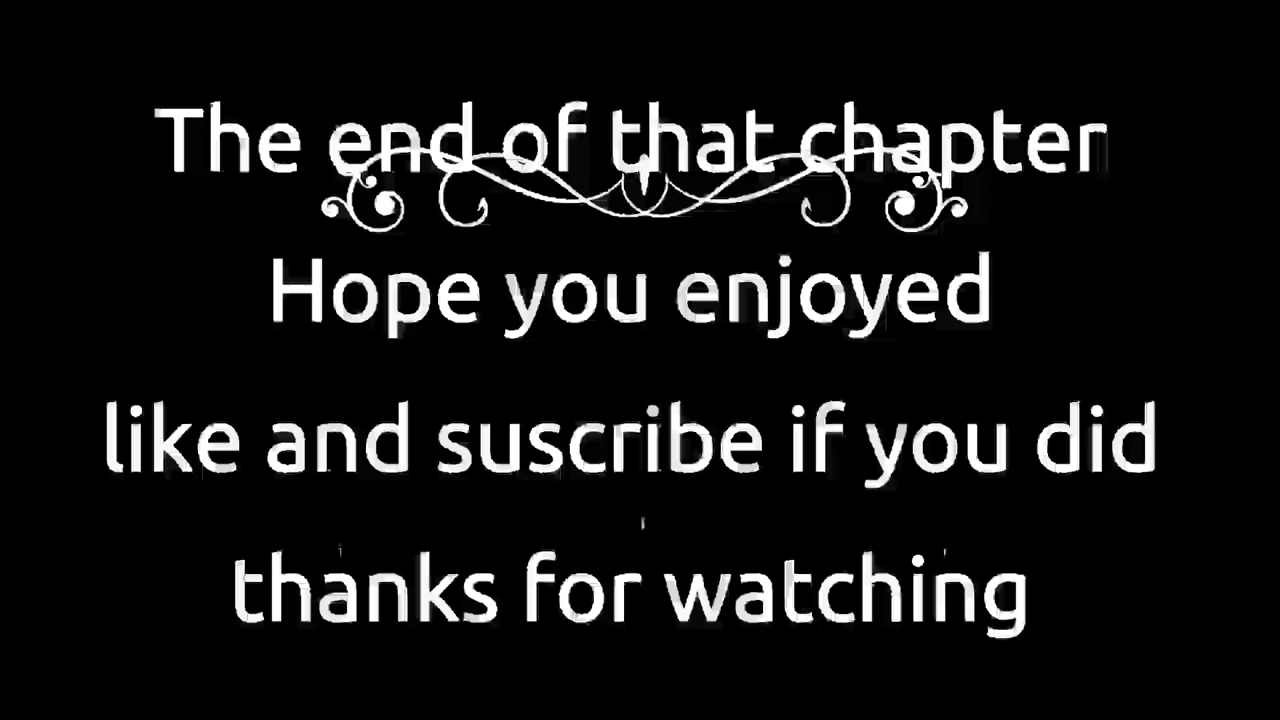 The end of that chapter
Hope you enjoyed
like and suscribe if you did
thanks for watching